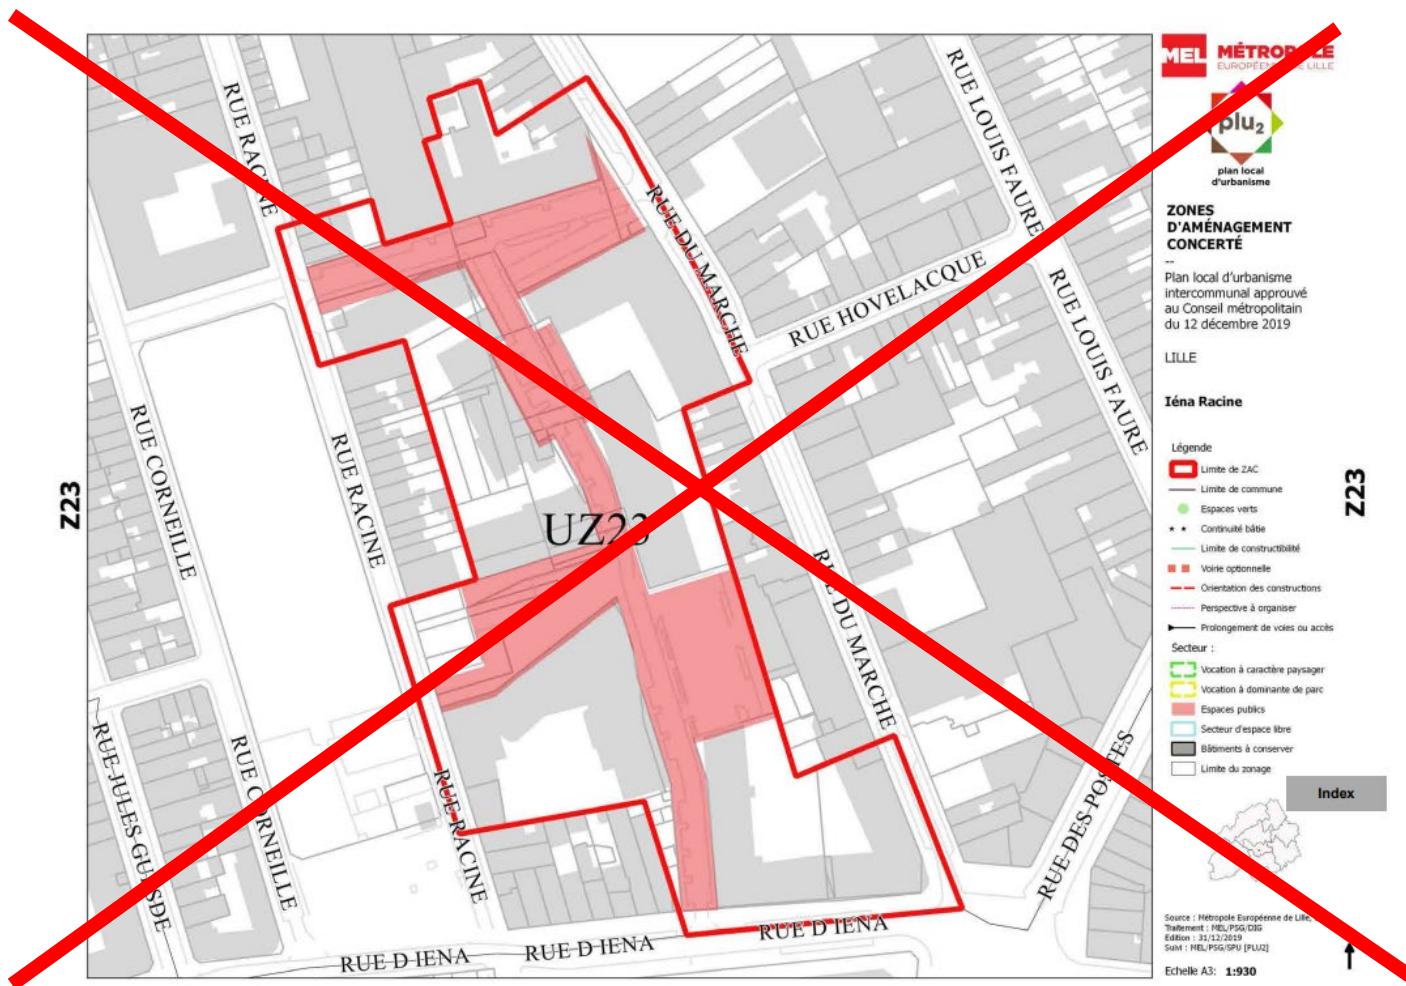 RUE RACINE
RUE LOUIS FAURE
RUE DU MARCHE
RUE HOVELACQUE
RUE LOUIS FAURE
RUE CORNEILLE
RUE RACINE
UZ23
RUE DU MARCHE
RUE JULES GUESDE
RUE CORNEILLE
RUE RACINE
RUE DES POSTES
RUE D IENA
RUE D IENA
RUE D IENA
Z23
Z23
MEL MÉTROPOLE
EUROPÉENNE DE LILLE
plu2
plan local
d'urbanisme
ZONES
D'AMÉNAGEMENT
CONCERTÉ
--
Plan local d'urbanisme
intercommunal approuvé
au Conseil métropolitain
du 12 décembre 2019
LILLE
Iéna Racine
Légende
Limite de ZAC
Limite de commune
Espaces verts
Continuité bâtie
Limite de constructibilité
Voirie optionnelle
Orientation des constructions
Perspective à organiser
Prolongement de voies ou accès
Secteur :
Vocation à caractère paysager
Vocation à dominante de parc
Espaces publics
Secteur d'espace libre
Bâtiments à conserver
Limite du zonage
Index
Source : Métropole Européenne de Lille,
Traitement : MEL/PSG/DIG
Edition : 31/12/2019
Suivi : MEL/PSG/SPU [PLU2]
Echelle A3: 1:930